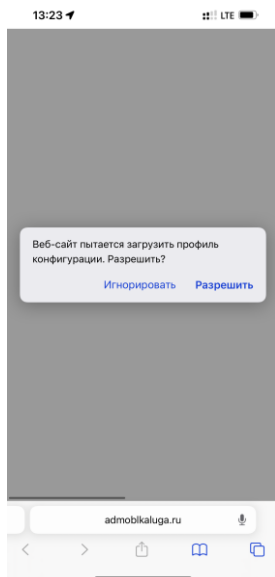 13:23
LTE
Веб-сайт пытается загрузить профиль
конфигурации. Разрешить?
Игнорировать Разрешить
admoblkaluga.ru